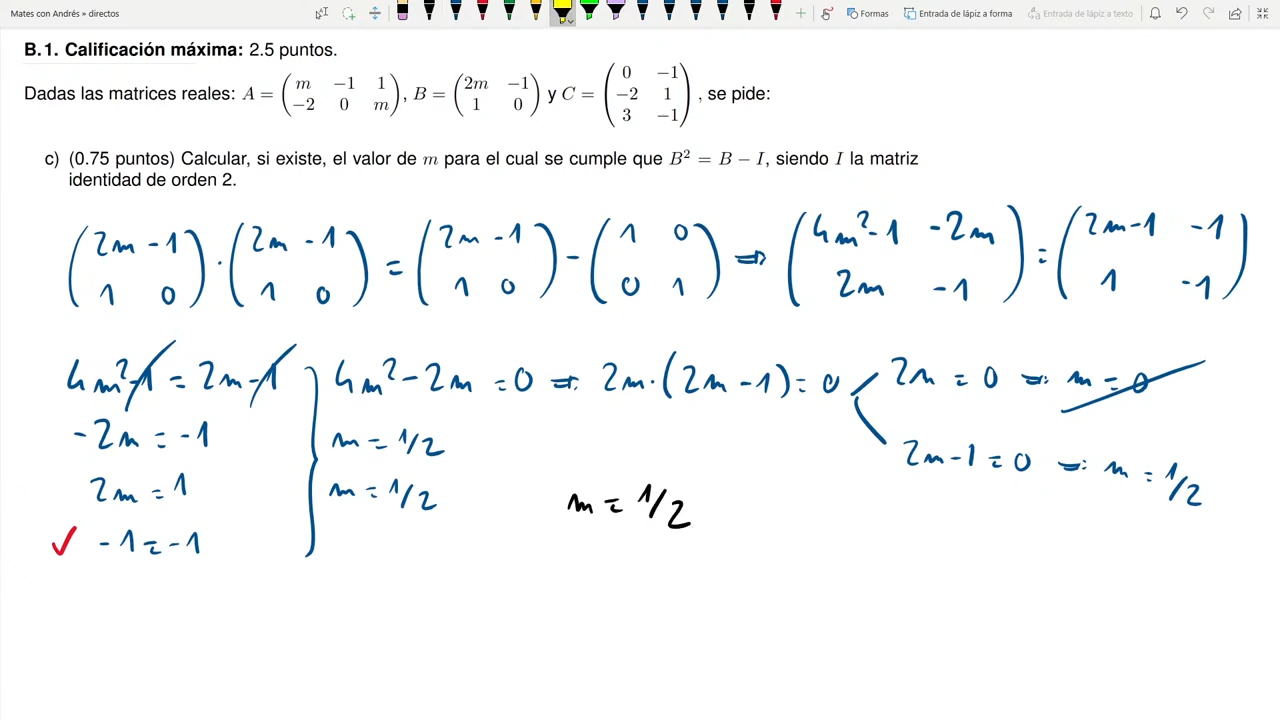 Mates con Andrés » directos
Formas
Entrada de lápiz a forma
Entrada de lápiz a texto
B.1. Calificación máxima: 2.5 puntos.
Dadas las matrices reales: A = (m −1 1 / −2 0 m), B = (2m −1 / 1 0) y C = (0 −1 / −2 1 / 3 −1), se pide:
c) (0.75 puntos) Calcular, si existe, el valor de m para el cual se cumple que B² = B − I, siendo I la matriz
identidad de orden 2.
(2m −1 / 1 0) · (2m −1 / 1 0) = (2m −1 / 1 0) − (1 0 / 0 1) ⇒ (4m²−1 −2m / 2m −1) = (2m−1 −1 / 1 −1)
4m²−1 = 2m−1
−2m = −1
2m = 1
✓ −1 = −1
4m² − 2m = 0 ⇒ 2m·(2m − 1) = 0
m = 1/2
m = 1/2
2m = 0 ⇒ m = 0
2m − 1 = 0 ⇒ m = 1/2
m = 1/2